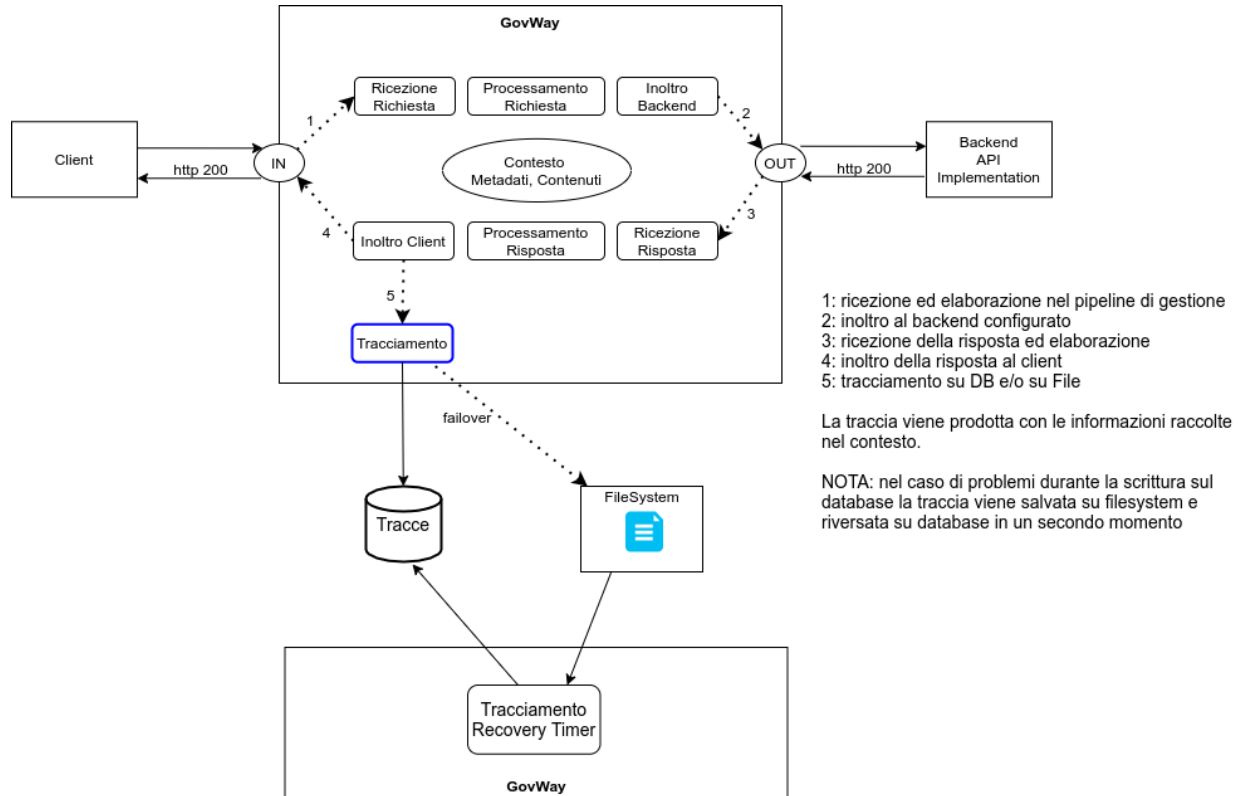 GovWay
Ricezione
Richiesta
Processamento
Richiesta
Inoltro
Backend
1
2
Client
http 200
IN
Contesto
Metadati, Contenuti
OUT
http 200
Backend
API
Implementation
4
3
Inoltro Client
Processamento
Risposta
Ricezione
Risposta
5
Tracciamento
failover
1: ricezione ed elaborazione nel pipeline di gestione
2: inoltro al backend configurato
3: ricezione della risposta ed elaborazione
4: inoltro della risposta al client
5: tracciamento su DB e/o su File
La traccia viene prodotta con le informazioni raccolte
nel contesto.
NOTA: nel caso di problemi durante la scrittura sul
database la traccia viene salvata su filesystem e
riversata su database in un secondo momento
Tracce
FileSystem
Tracciamento
Recovery Timer
GovWay